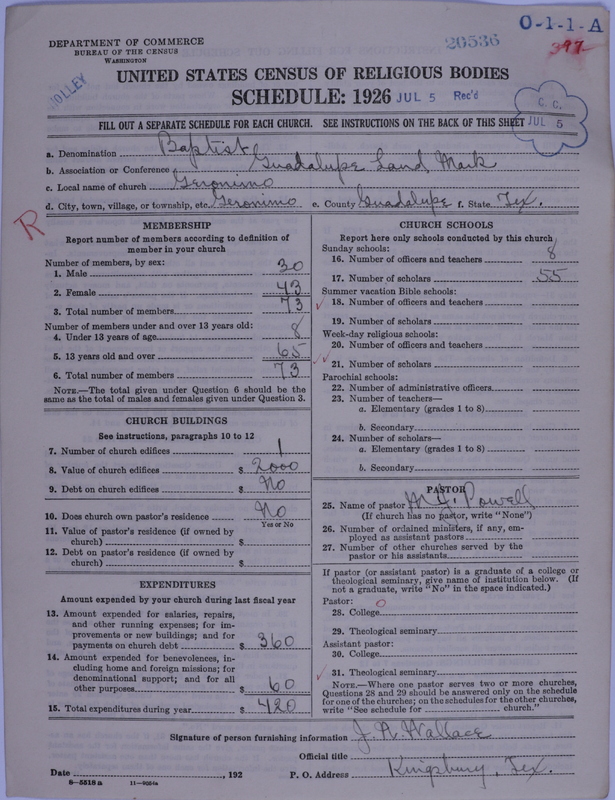 O-1-1-A
DEPARTMENT OF COMMERCE
BUREAU OF THE CENSUS
WASHINGTON
20536
397
UNITED STATES CENSUS OF RELIGIOUS BODIES
SCHEDULE: 1926 JUL 5 Rec'd
C. C.
JUL 5
FILL OUT A SEPARATE SCHEDULE FOR EACH CHURCH. SEE INSTRUCTIONS ON THE BACK OF THIS SHEET
a. Denomination Baptist
b. Association or Conference Guadalupe Land Mark
c. Local name of church Geronimo
d. City, town, village, or township, etc. Geronimo e. County Guadalupe f. State Tex.
R
MEMBERSHIP
Report number of members according to definition of
member in your church
Number of members, by sex:
1. Male 30
2. Female 43
3. Total number of members 73
Number of members under and over 13 years old:
4. Under 13 years of age 8
5. 13 years old and over 65
6. Total number of members 73
NOTE.—The total given under Question 6 should be the
same as the total of males and females given under Question 3.
CHURCH BUILDINGS
See instructions, paragraphs 10 to 12
7. Number of church edifices 1
8. Value of church edifices $ 2000
9. Debt on church edifices $ No
10. Does church own pastor's residence No
Yes or No
11. Value of pastor's residence (if owned by
church) $
12. Debt on pastor's residence (if owned by
church) $
EXPENDITURES
Amount expended by your church during last fiscal year
13. Amount expended for salaries, repairs,
and other running expenses; for im-
provements or new buildings; and for
payments on church debt $ 360
14. Amount expended for benevolences, in-
cluding home and foreign missions; for
denominational support; and for all
other purposes $ 60
15. Total expenditures during year $ 420
CHURCH SCHOOLS
Report here only schools conducted by this church
Sunday schools:
16. Number of officers and teachers 8
17. Number of scholars 55
Summer vacation Bible schools:
18. Number of officers and teachers
19. Number of scholars
Week-day religious schools:
20. Number of officers and teachers
21. Number of scholars
Parochial schools:
22. Number of administrative officers
23. Number of teachers—
a. Elementary (grades 1 to 8)
b. Secondary
24. Number of scholars—
a. Elementary (grades 1 to 8)
b. Secondary
PASTOR
25. Name of pastor Powell
(If church has no pastor, write "None")
26. Number of ordained ministers, if any, em-
ployed as assistant pastors
27. Number of other churches served by the
pastor or his assistants
If pastor (or assistant pastor) is a graduate of a college or
theological seminary, give name of institution below. (If
not a graduate, write "No" in the space indicated.)
Pastor: 0
28. College
29. Theological seminary
Assistant pastor:
30. College
31. Theological seminary
NOTE.—Where one pastor serves two or more churches,
Questions 28 and 29 should be answered only on the schedule
for one of the churches; on the schedules for the other churches,
write "See schedule for church."
Signature of person furnishing information J. A. Wallace
Official title
Date , 192 P. O. Address Kingsbury, Tex.
8—5518 a 11—9254a